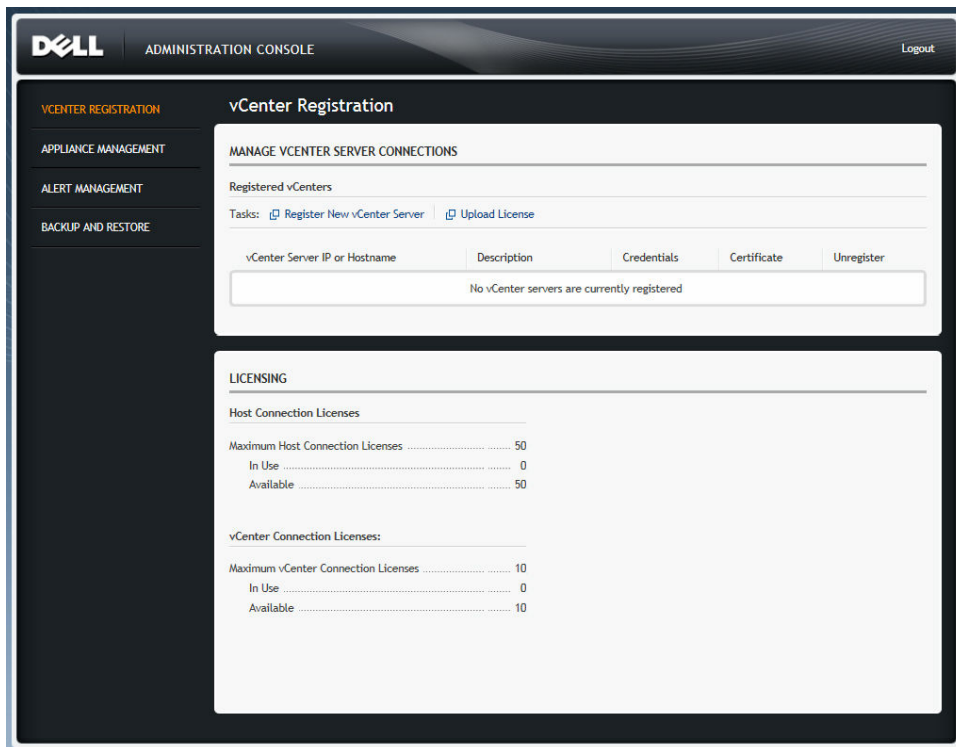 DELL ADMINISTRATION CONSOLE Logout
VCENTER REGISTRATION
APPLIANCE MANAGEMENT
ALERT MANAGEMENT
BACKUP AND RESTORE
vCenter Registration
MANAGE VCENTER SERVER CONNECTIONS
Registered vCenters
Tasks: Register New vCenter Server Upload License
vCenter Server IP or Hostname Description Credentials Certificate Unregister
No vCenter servers are currently registered
LICENSING
Host Connection Licenses
Maximum Host Connection Licenses ........ 50
In Use ........ 0
Available ........ 50
vCenter Connection Licenses:
Maximum vCenter Connection Licenses ........ 10
In Use ........ 0
Available ........ 10